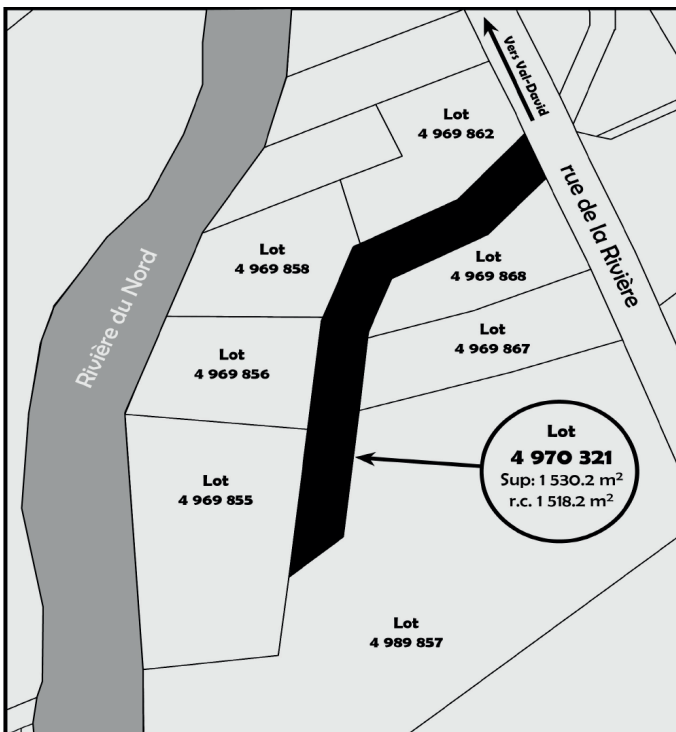 Vers Val-David
Lot
4 969 862
rue de la Rivière
Lot
4 969 858
Lot
4 969 868
Rivière du Nord
Lot
4 969 867
Lot
4 969 856
Lot
4 970 321
Sup: 1 530.2 m²
r.c. 1 518.2 m²
Lot
4 969 855
Lot
4 989 857